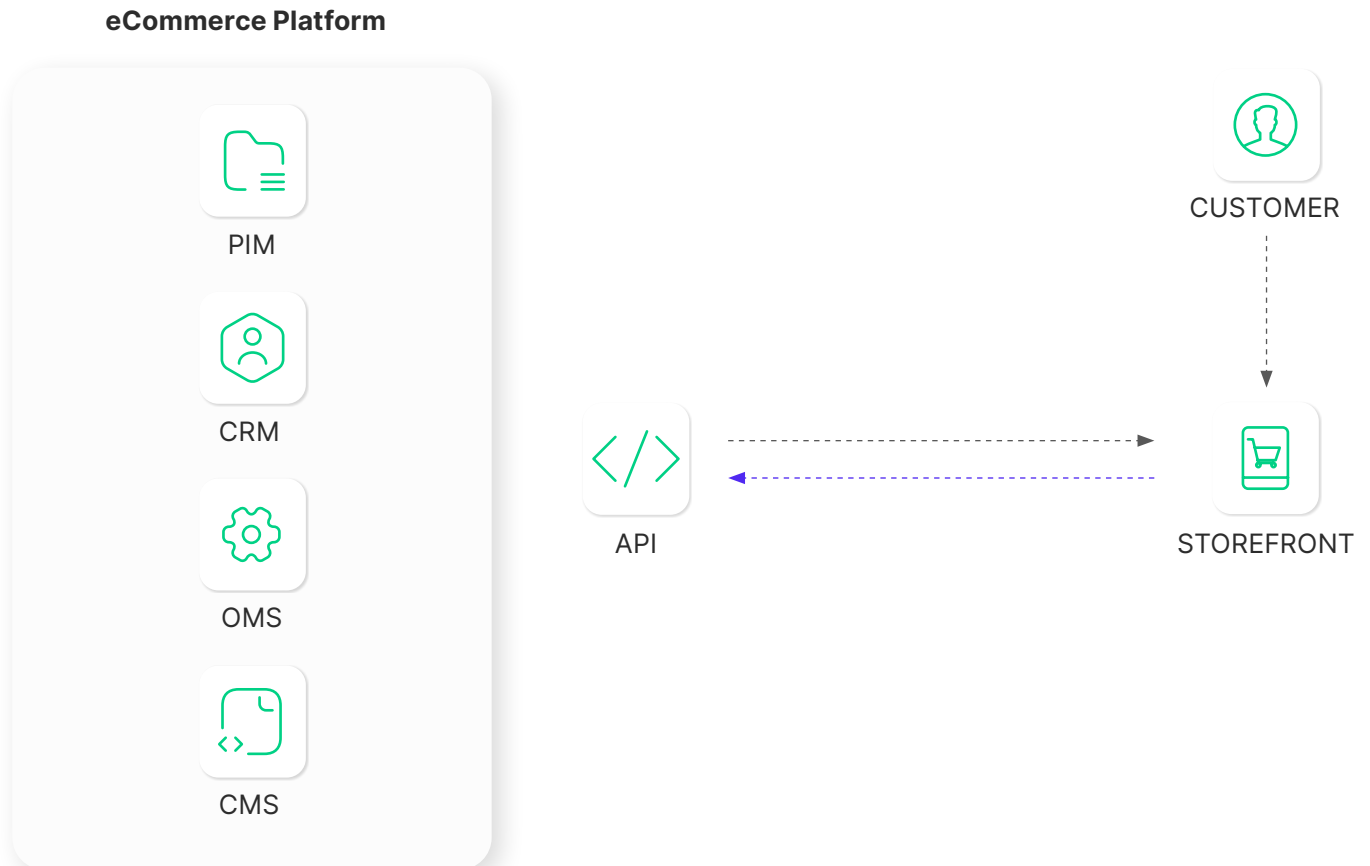 eCommerce Platform
PIM
CRM
OMS
CMS
API
CUSTOMER
STOREFRONT